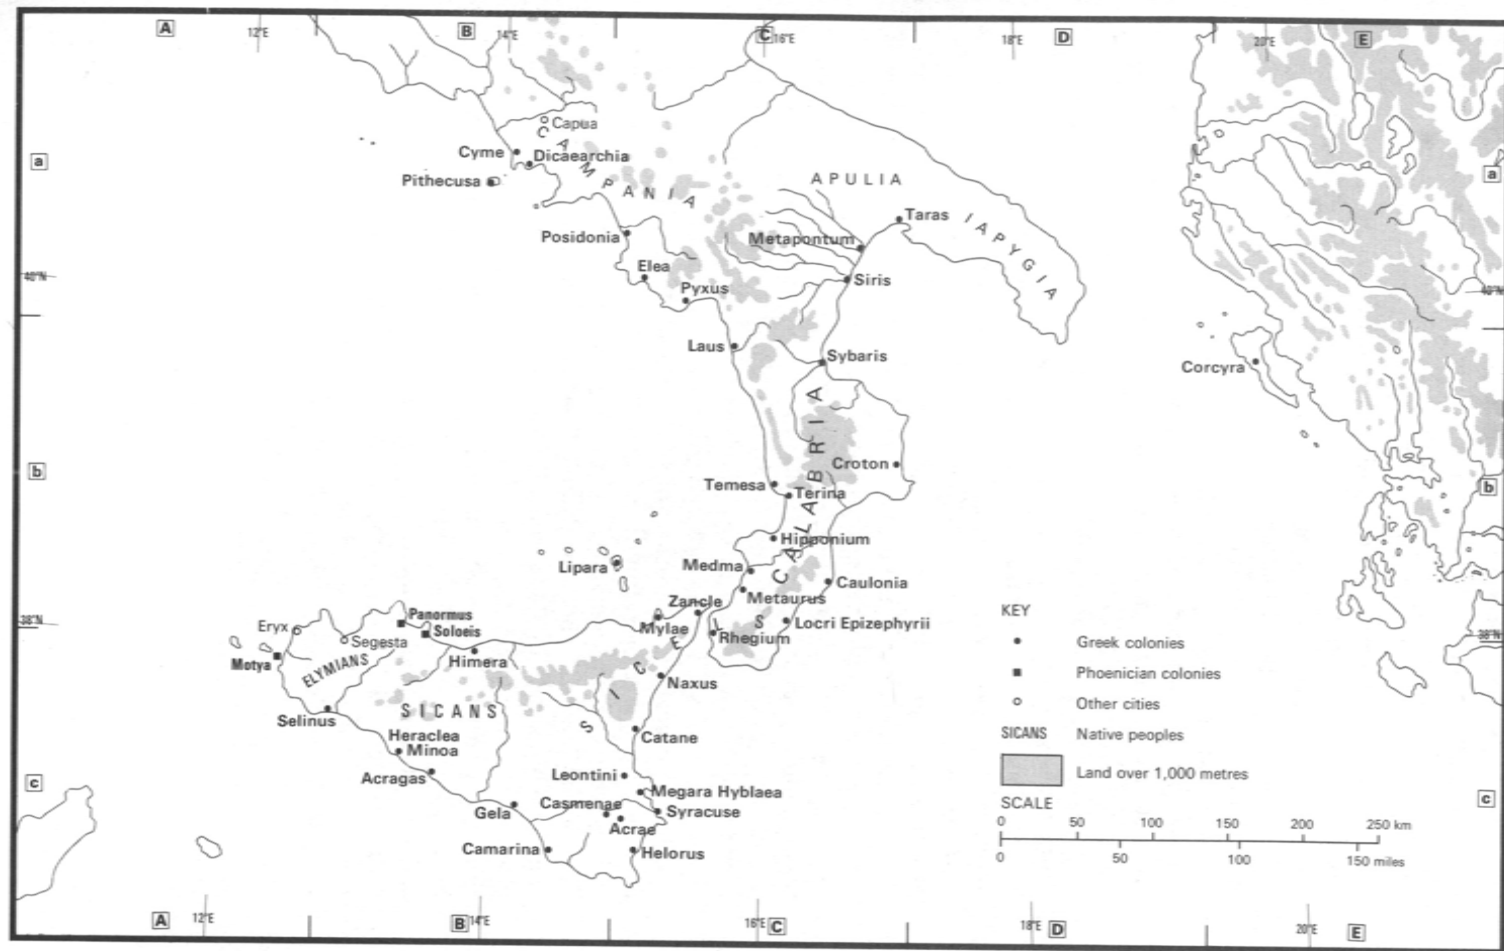 A
B
C
D
E
12°E
14°E
16°E
18°E
20°E
Capua
CAMPANIA
Cyme
Dicaearchia
a
a
Pithecusa
APULIA
Taras
IAPYGIA
Posidonia
Metapontum
Elea
40°N
Siris
Pyxus
40°N
Laus
Sybaris
Corcyra
CALABRIA
Croton
b
Temesa
Terina
b
Hipponium
Lipara
Medma
Caulonia
Metaurus
Zancle
Panormus
KEY
38°N
Eryx
Soloeis
Mylae
Rhegium
Locri Epizephyrii
Segesta
38°N
Greek colonies
Motya
ELYMIANS
Himera
SICELS
Phoenician colonies
Naxus
Other cities
Selinus
SICANS
SICANS Native peoples
Heraclea
Minoa
Catane
Acragas
Leontini
Land over 1,000 metres
c
Megara Hyblaea
c
Casmenae
Syracuse
SCALE
Gela
Acrae
0 50 100 150 200 250 km
Camarina
Helorus
0 50 100 150 miles
12°E
14°E
16°E
18°E
20°E
A
B
C
D
E